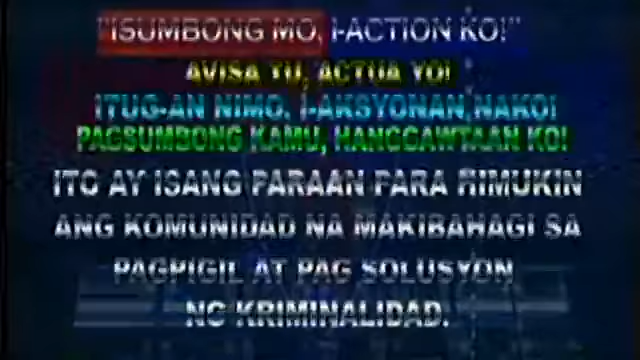 "ISUMBONG MO, I-ACTION KO!"
AVISA TU, ACTUA YO!
ITUG-AN NIMO, I-AKSYONAN NAKO!
PAGSUMBONG KAMU, HANGGAWTAAN KO!
ITO AY ISANG PARAAN PARA HIMUKIN
ANG KOMUNIDAD NA MAKIBAHAGI SA
PAGPIGIL AT PAG SOLUSYON
NG KRIMINALIDAD.